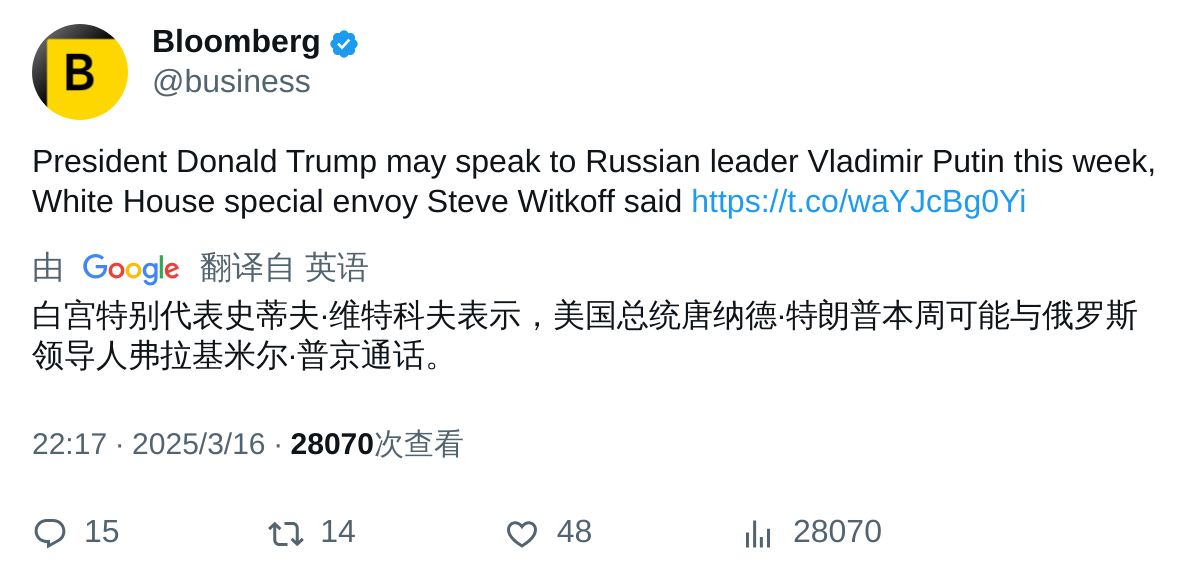 B
Bloomberg
@business
President Donald Trump may speak to Russian leader Vladimir Putin this week,
White House special envoy Steve Witkoff said https://t.co/waYJcBg0Yi
由 Google 翻译自 英语
白宫特别代表史蒂夫·维特科夫表示，美国总统唐纳德·特朗普本周可能与俄罗斯
领导人弗拉基米尔·普京通话。
22:17 · 2025/3/16 · 28070次查看
15 14 48 28070